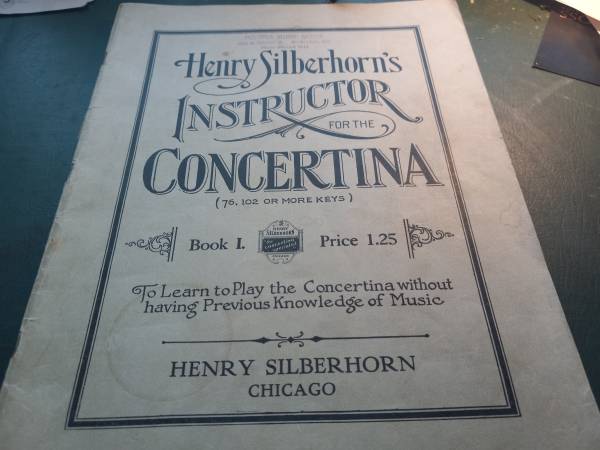 Henry Silberhorn's
INSTRUCTOR
FOR THE
CONCERTINA
(76, 102 OR MORE KEYS)
Book I.
Price 1.25
To Learn to Play the Concertina without
having Previous Knowledge of Music
HENRY SILBERHORN
CHICAGO